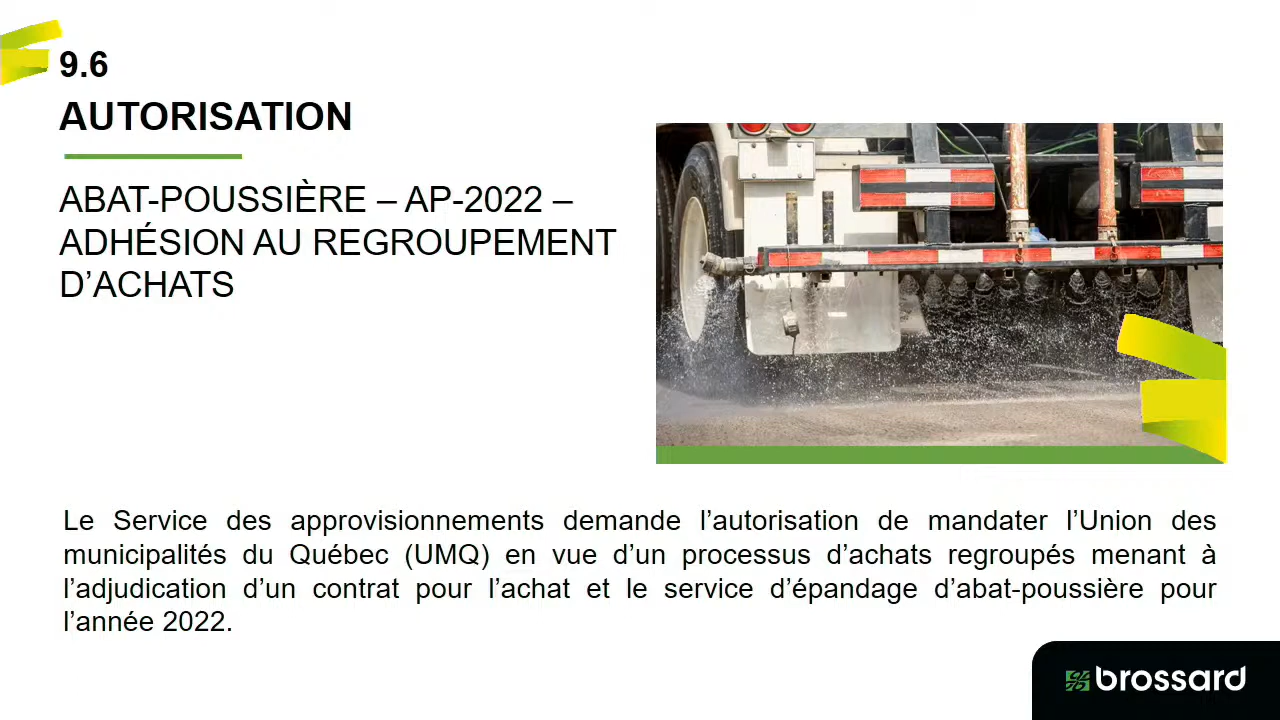 9.6
AUTORISATION
ABAT-POUSSIÈRE – AP-2022 –
ADHÉSION AU REGROUPEMENT
D’ACHATS
Le Service des approvisionnements demande l’autorisation de mandater l’Union des
municipalités du Québec (UMQ) en vue d’un processus d’achats regroupés menant à
l’adjudication d’un contrat pour l’achat et le service d’épandage d’abat-poussière pour
l’année 2022.
brossard